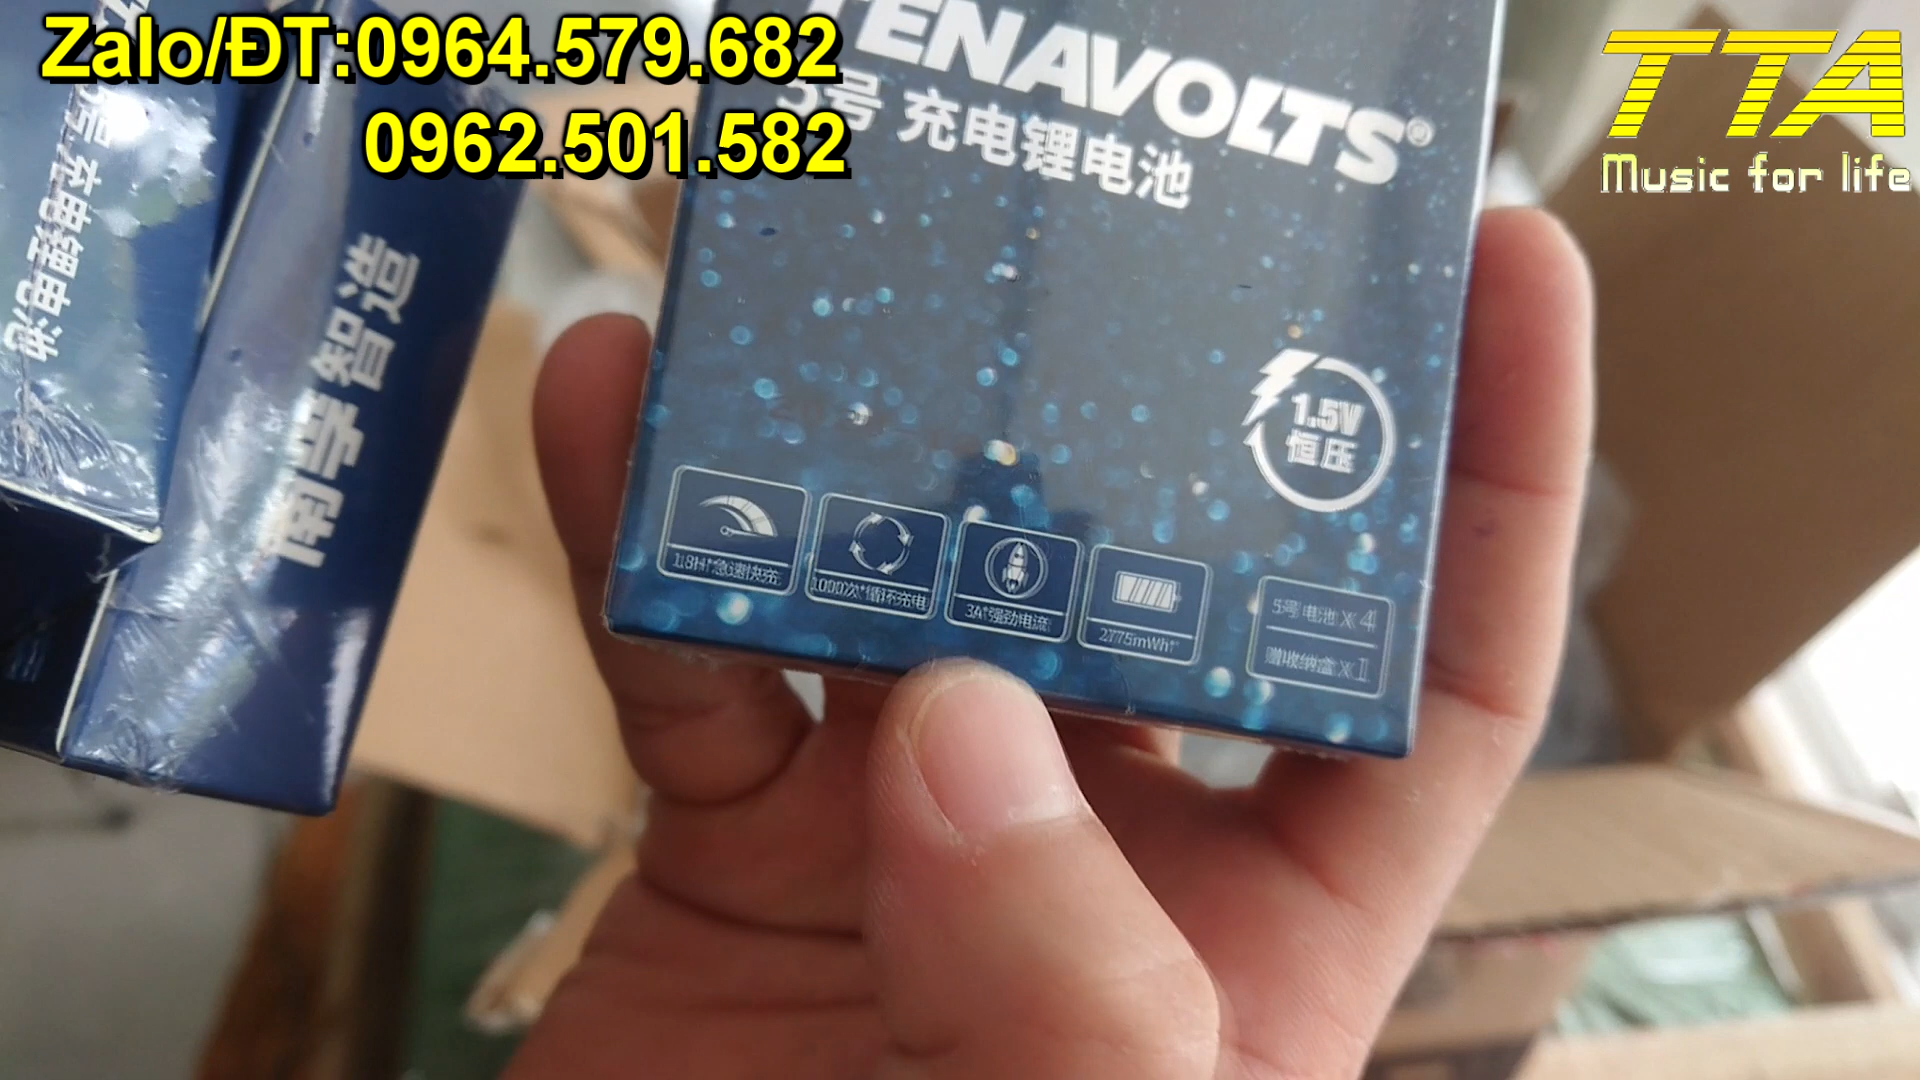 Zalo/ĐT:0964.579.682
0962.501.582
TTA
Music for life
TENAVOLTS®
5号 充电锂电池
1.5V
恒压
1.8H*急速快充
1000次*循环充电
3A*强劲电流
2775mWh*
5号电池 x 4
赠收纳盒 x 1
号 充电锂电池
南孚智造